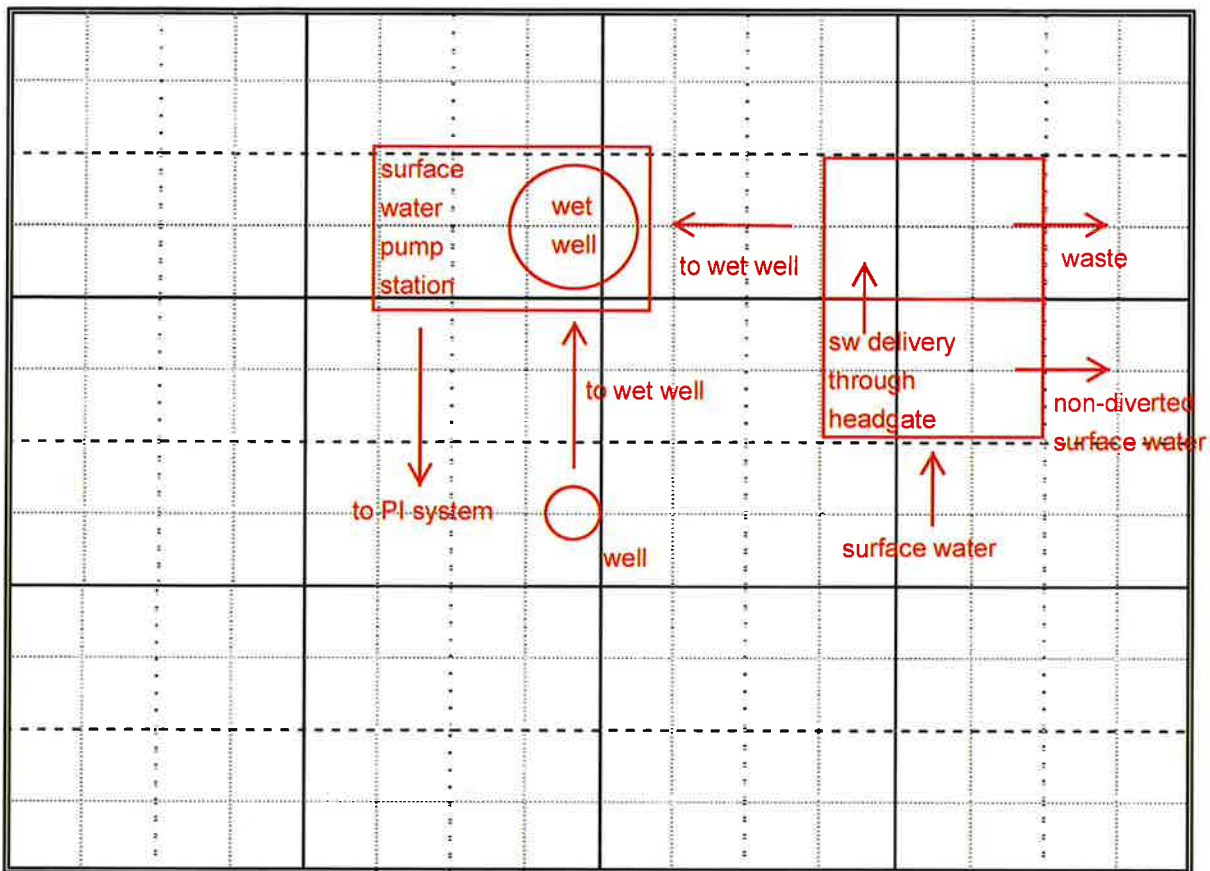 surface
water
pump
station
wet
well
to wet well
waste
sw delivery
through
headgate
non-diverted
surface water
to wet well
to PI system
well
surface water